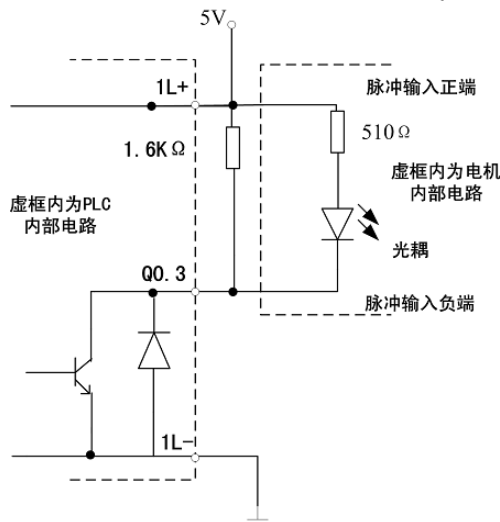 5V
1L+
脉冲输入正端
1.6KΩ
510Ω
虚框内为电机
内部电路
虚框内为PLC
内部电路
光耦
Q0.3
脉冲输入负端
1L-